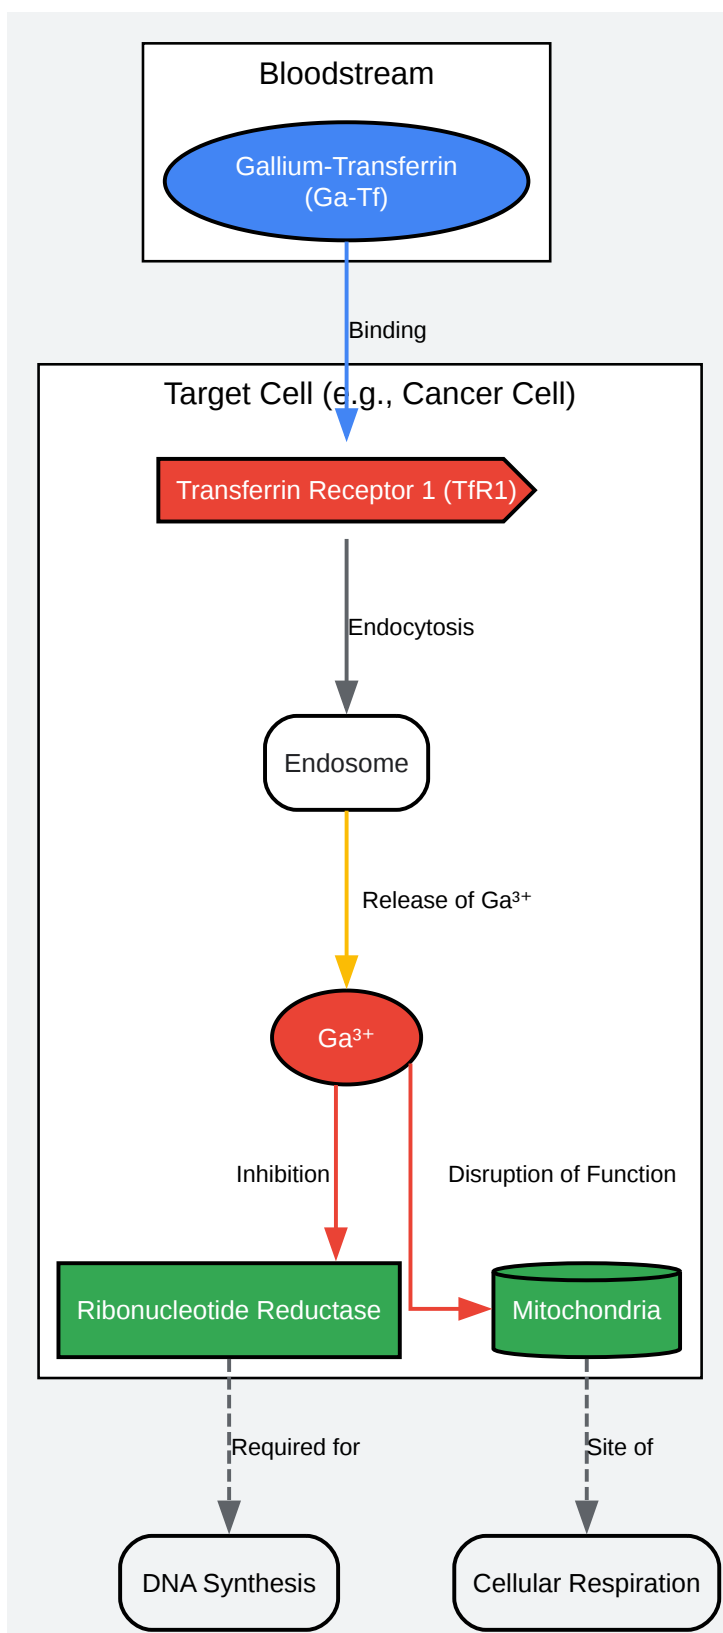 Bloodstream
Gallium-Transferrin
(Ga-Tf)
Binding
Target Cell (e.g., Cancer Cell)
Transferrin Receptor 1 (TfR1)
Endocytosis
Endosome
Release of Ga³⁺
Ga³⁺
Inhibition
Disruption of Function
Ribonucleotide Reductase
Mitochondria
Required for
Site of
DNA Synthesis
Cellular Respiration